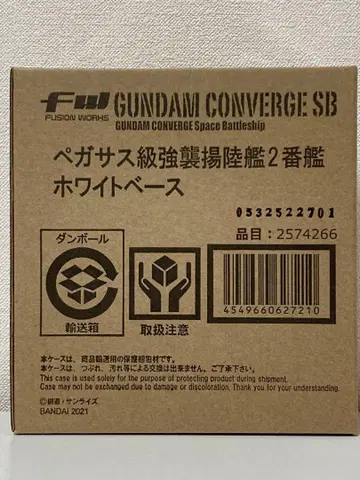 FW GUNDAM CONVERGE SB
FUSION WORKS
GUNDAM CONVERGE Space Battleship
ペガサス級強襲揚陸艦2番艦
ホワイトベース
0532522701
品目：2574266
ダンボール
輸送箱
取扱注意
4549660627210
本ケースは、商品輸送用の保護梱包材です。
本ケースは、つぶれ、汚れ等による交換は出来ません。ご了承ください。
This case is used solely for the purpose of protecting product during shipment.
Case may not be exchanged due to damage or discoloration. Thank you for your understanding.
©創通・サンライズ
BANDAI 2021